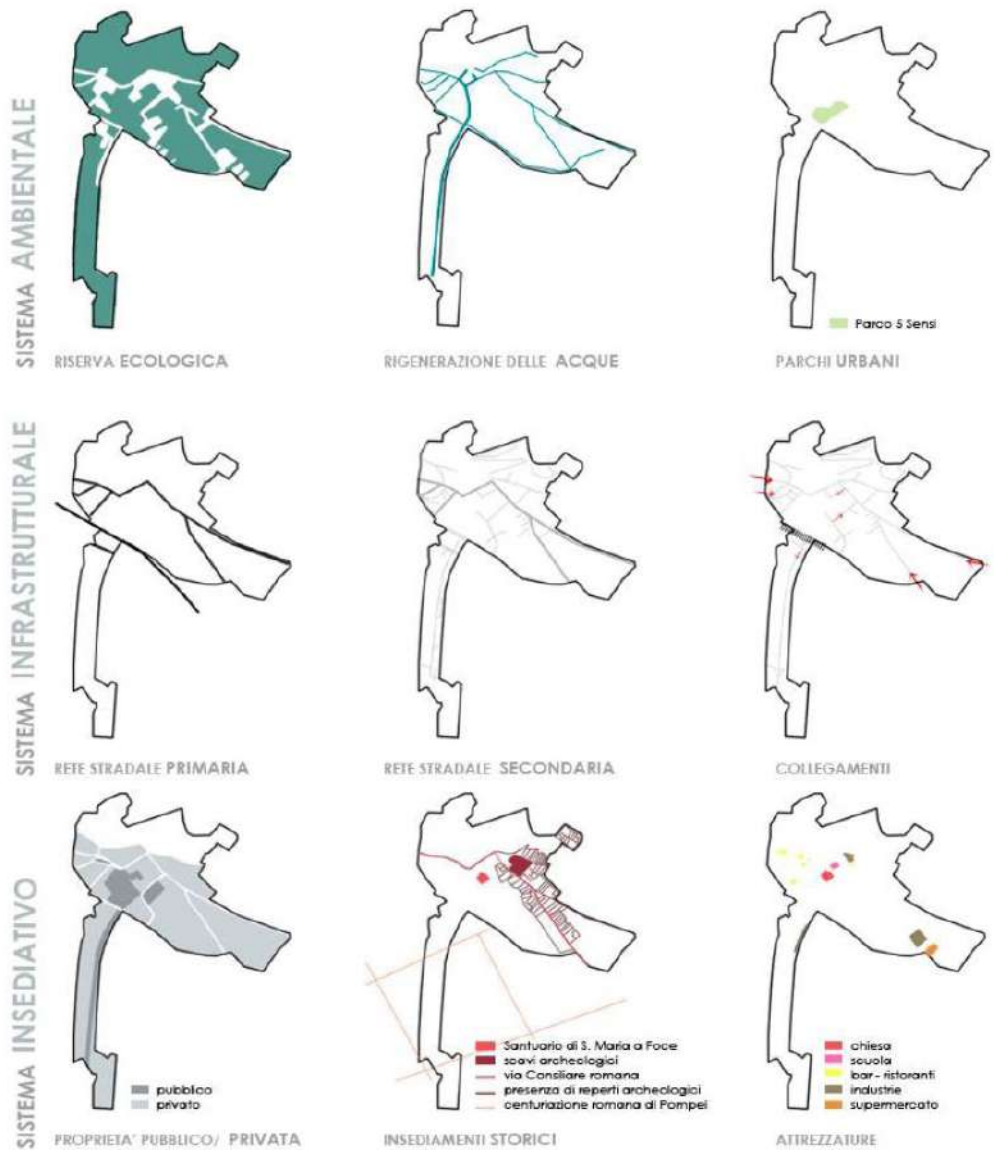 SISTEMA AMBIENTALE
Parco 5 Sensi
RISERVA ECOLOGICA
RIGENERAZIONE DELLE ACQUE
PARCHI URBANI
SISTEMA INFRASTRUTTURALE
RETE STRADALE PRIMARIA
RETE STRADALE SECONDARIA
COLLEGAMENTI
SISTEMA INSEDIATIVO
pubblico
privato
PROPRIETA' PUBBLICO/ PRIVATA
Santuario di S. Maria a Foce
scavi archeologici
via Consiliare romana
presenza di reperti archeologici
centuriazione romana di Pompei
INSEDIAMENTI STORICI
chiesa
scuola
bar - ristoranti
industrie
supermercato
ATTREZZATURE